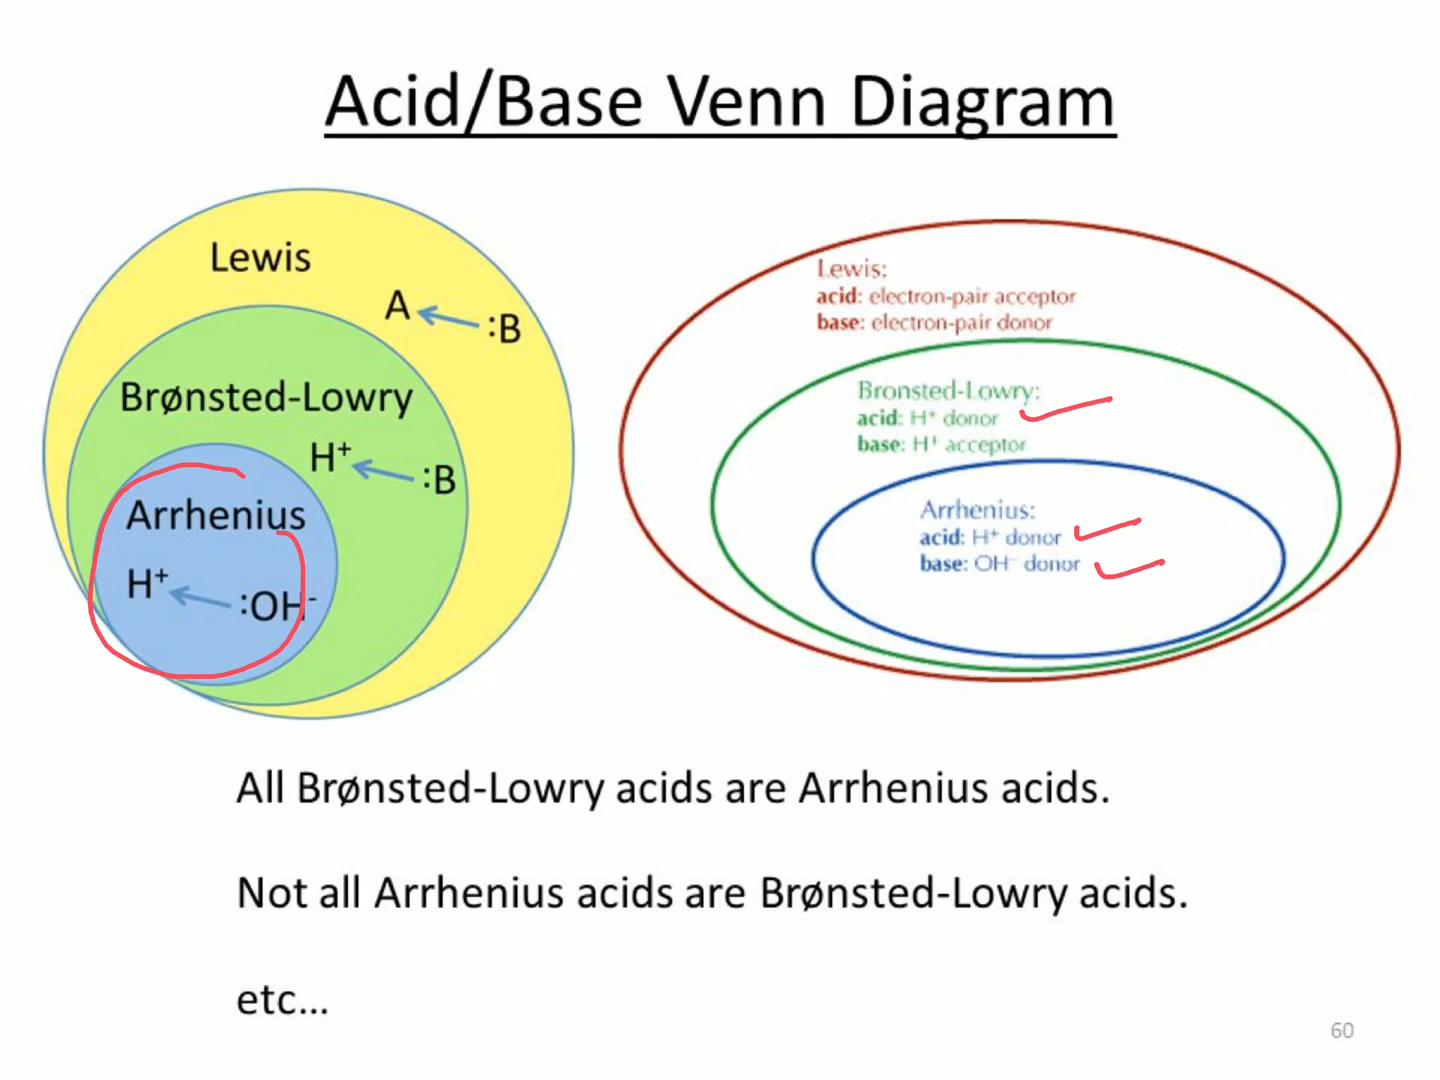 Acid/Base Venn Diagram
Lewis
A
:B
Brønsted-Lowry
H⁺
:B
Arrhenius
H⁺
:OH⁻
Lewis:
acid: electron-pair acceptor
base: electron-pair donor
Bronsted-Lowry:
acid: H⁺ donor
base: H⁺ acceptor
Arrhenius:
acid: H⁺ donor
base: OH⁻ donor
All Brønsted-Lowry acids are Arrhenius acids.
Not all Arrhenius acids are Brønsted-Lowry acids.
etc...
60